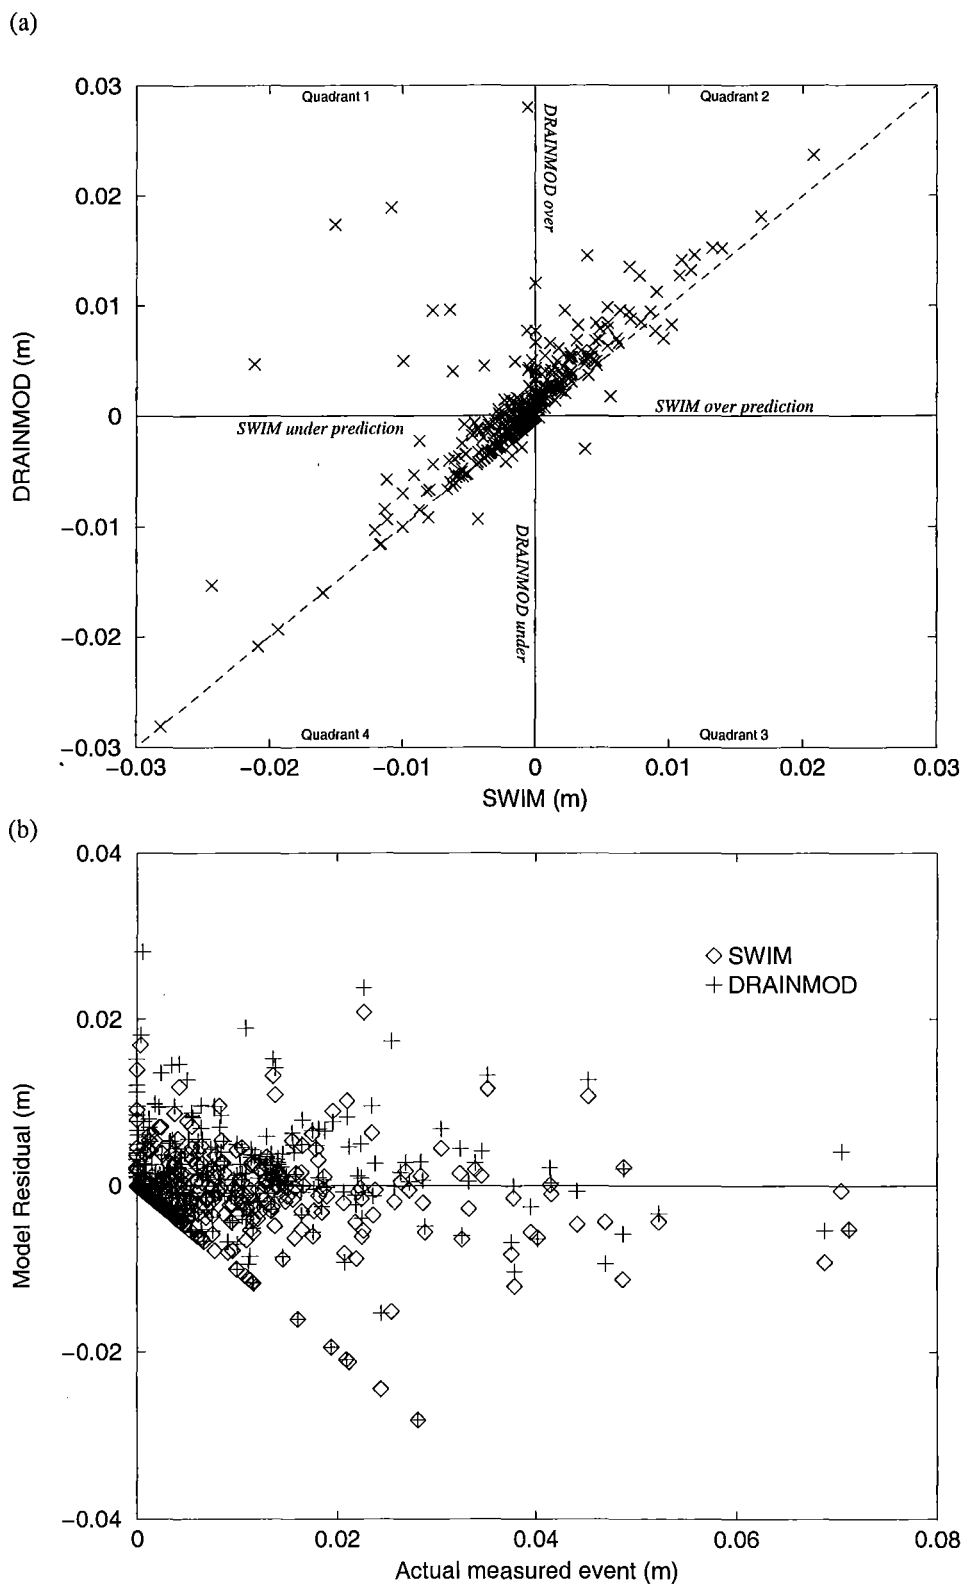 (a)
0.03
Quadrant 1
Quadrant 2
DRAINMOD over
0.02
0.01
DRAINMOD (m)
0
SWIM under prediction
SWIM over prediction
−0.01
DRAINMOD under
−0.02
Quadrant 4
Quadrant 3
−0.03
−0.03
−0.02
−0.01
0
0.01
0.02
0.03
SWIM (m)
(b)
0.04
SWIM
DRAINMOD
0.02
Model Residual (m)
0
−0.02
−0.04
0
0.02
0.04
0.06
0.08
Actual measured event (m)